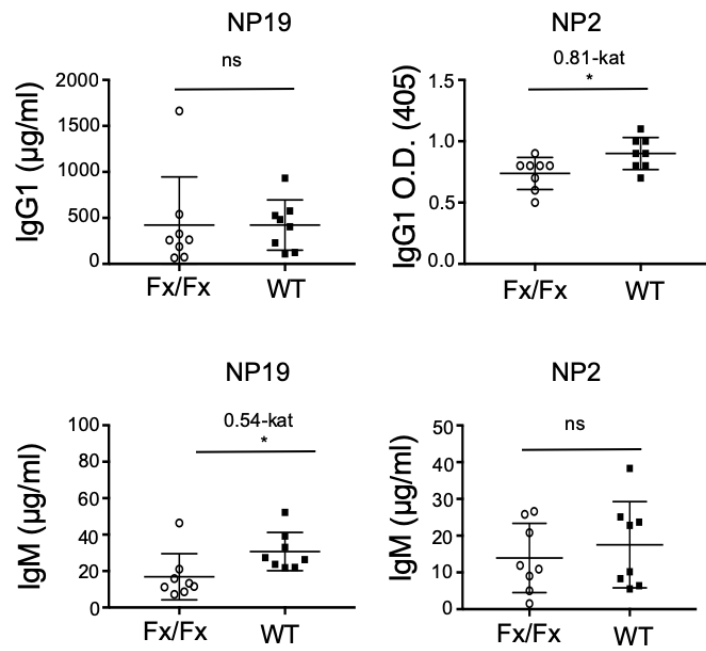 NP19
ns
IgG1 (µg/ml)
2000
1500
1000
500
0
Fx/Fx
WT
NP2
0.81-kat
*
IgG1 O.D. (405)
1.5
1.0
0.5
0.0
Fx/Fx
WT
NP19
0.54-kat
*
IgM (µg/ml)
100
80
60
40
20
0
Fx/Fx
WT
NP2
ns
IgM (µg/ml)
50
40
30
20
10
0
Fx/Fx
WT